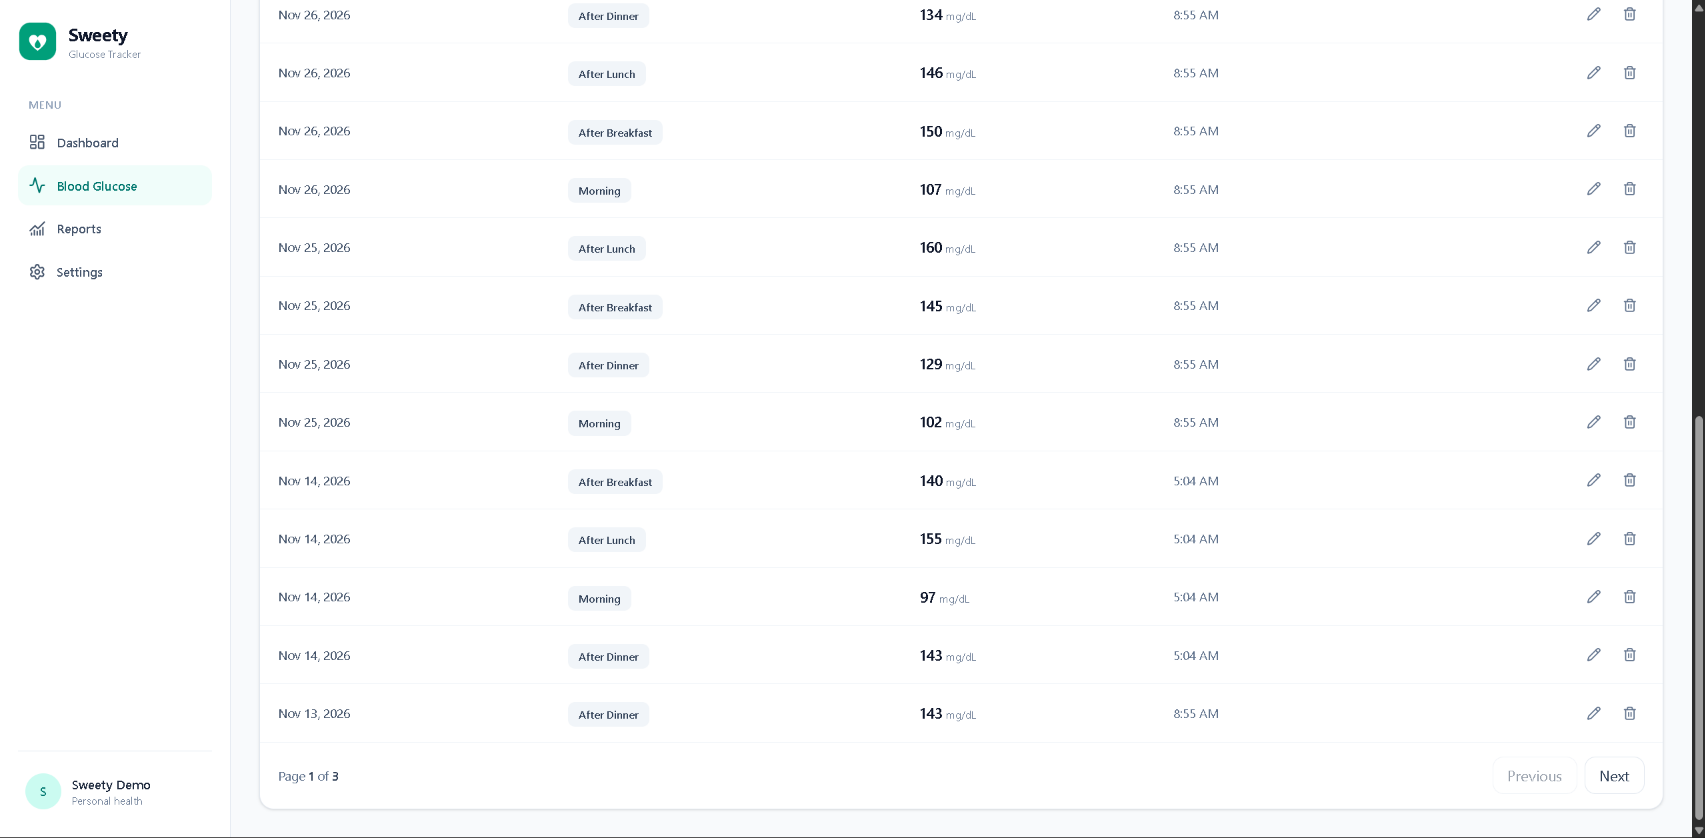 Sweety
Glucose Tracker
MENU
Dashboard
Blood Glucose
Reports
Settings
Sweety Demo
Personal health
S
Nov 26, 2026 After Dinner 134 mg/dL 8:55 AM
Nov 26, 2026 After Lunch 146 mg/dL 8:55 AM
Nov 26, 2026 After Breakfast 150 mg/dL 8:55 AM
Nov 26, 2026 Morning 107 mg/dL 8:55 AM
Nov 25, 2026 After Lunch 160 mg/dL 8:55 AM
Nov 25, 2026 After Breakfast 145 mg/dL 8:55 AM
Nov 25, 2026 After Dinner 129 mg/dL 8:55 AM
Nov 25, 2026 Morning 102 mg/dL 8:55 AM
Nov 14, 2026 After Breakfast 140 mg/dL 5:04 AM
Nov 14, 2026 After Lunch 155 mg/dL 5:04 AM
Nov 14, 2026 Morning 97 mg/dL 5:04 AM
Nov 14, 2026 After Dinner 143 mg/dL 5:04 AM
Nov 13, 2026 After Dinner 143 mg/dL 8:55 AM
Page 1 of 3 Previous Next